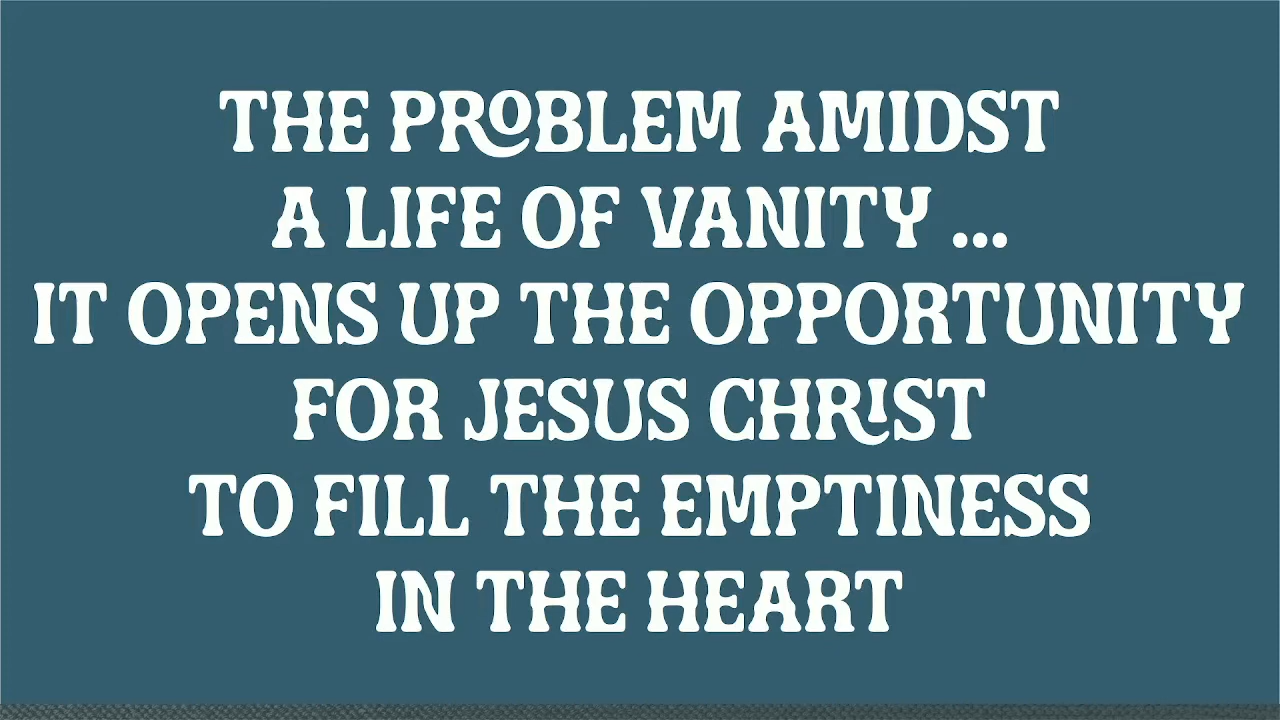 THE PROBLEM AMIDST
A LIFE OF VANITY ...
IT OPENS UP THE OPPORTUNITY
FOR JESUS CHRIST
TO FILL THE EMPTINESS
IN THE HEART